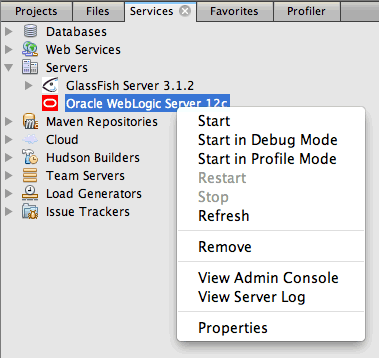 Projects Files Services Favorites Profiler
Databases
Web Services
Servers
GlassFish Server 3.1.2
Oracle WebLogic Server 12c
Maven Repositories
Cloud
Hudson Builders
Team Servers
Load Generators
Issue Trackers
Start
Start in Debug Mode
Start in Profile Mode
Restart
Stop
Refresh
Remove
View Admin Console
View Server Log
Properties